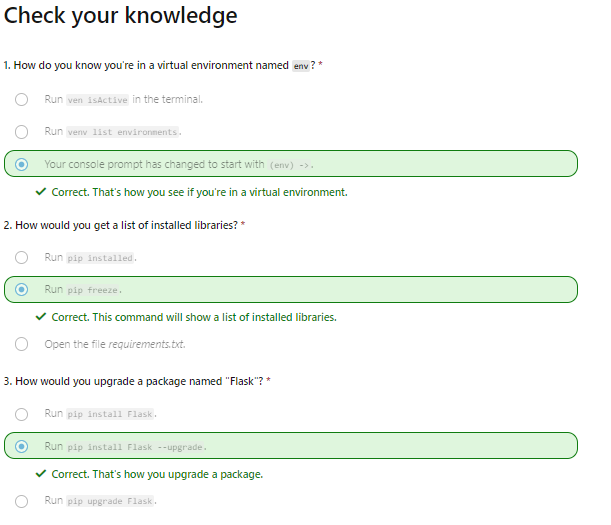 Check your knowledge
1. How do you know you're in a virtual environment named env? *
Run ven isActive in the terminal.
Run venv list environments.
Your console prompt has changed to start with (env) ->.
Correct. That's how you see if you're in a virtual environment.
2. How would you get a list of installed libraries? *
Run pip installed.
Run pip freeze.
Correct. This command will show a list of installed libraries.
Open the file requirements.txt.
3. How would you upgrade a package named "Flask"? *
Run pip install Flask.
Run pip install Flask --upgrade.
Correct. That's how you upgrade a package.
Run pip upgrade Flask.